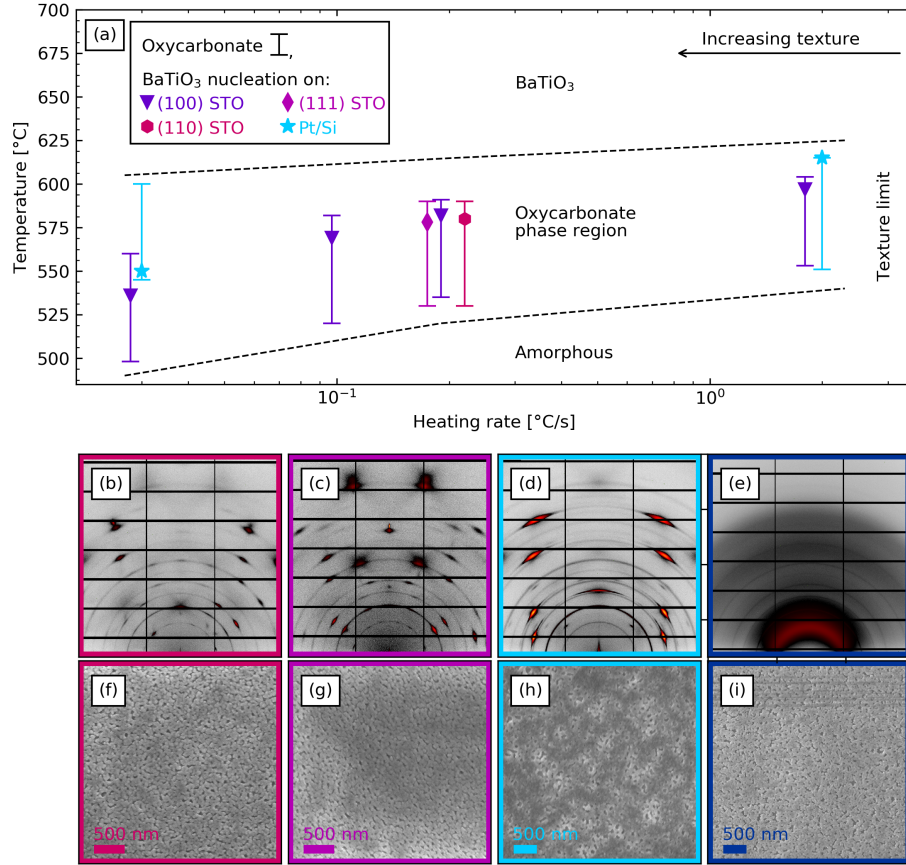 (a)
Oxycarbonate ,
BaTiO₃ nucleation on:
(100) STO
(111) STO
(110) STO
Pt/Si
Increasing texture
BaTiO₃
Oxycarbonate
phase region
Amorphous
Texture limit
Temperature [°C]
700
675
650
625
600
575
550
525
500
10⁻¹
10⁰
Heating rate [°C/s]
(b)
(c)
(d)
(e)
(f)
(g)
(h)
(i)
500 nm
500 nm
500 nm
500 nm